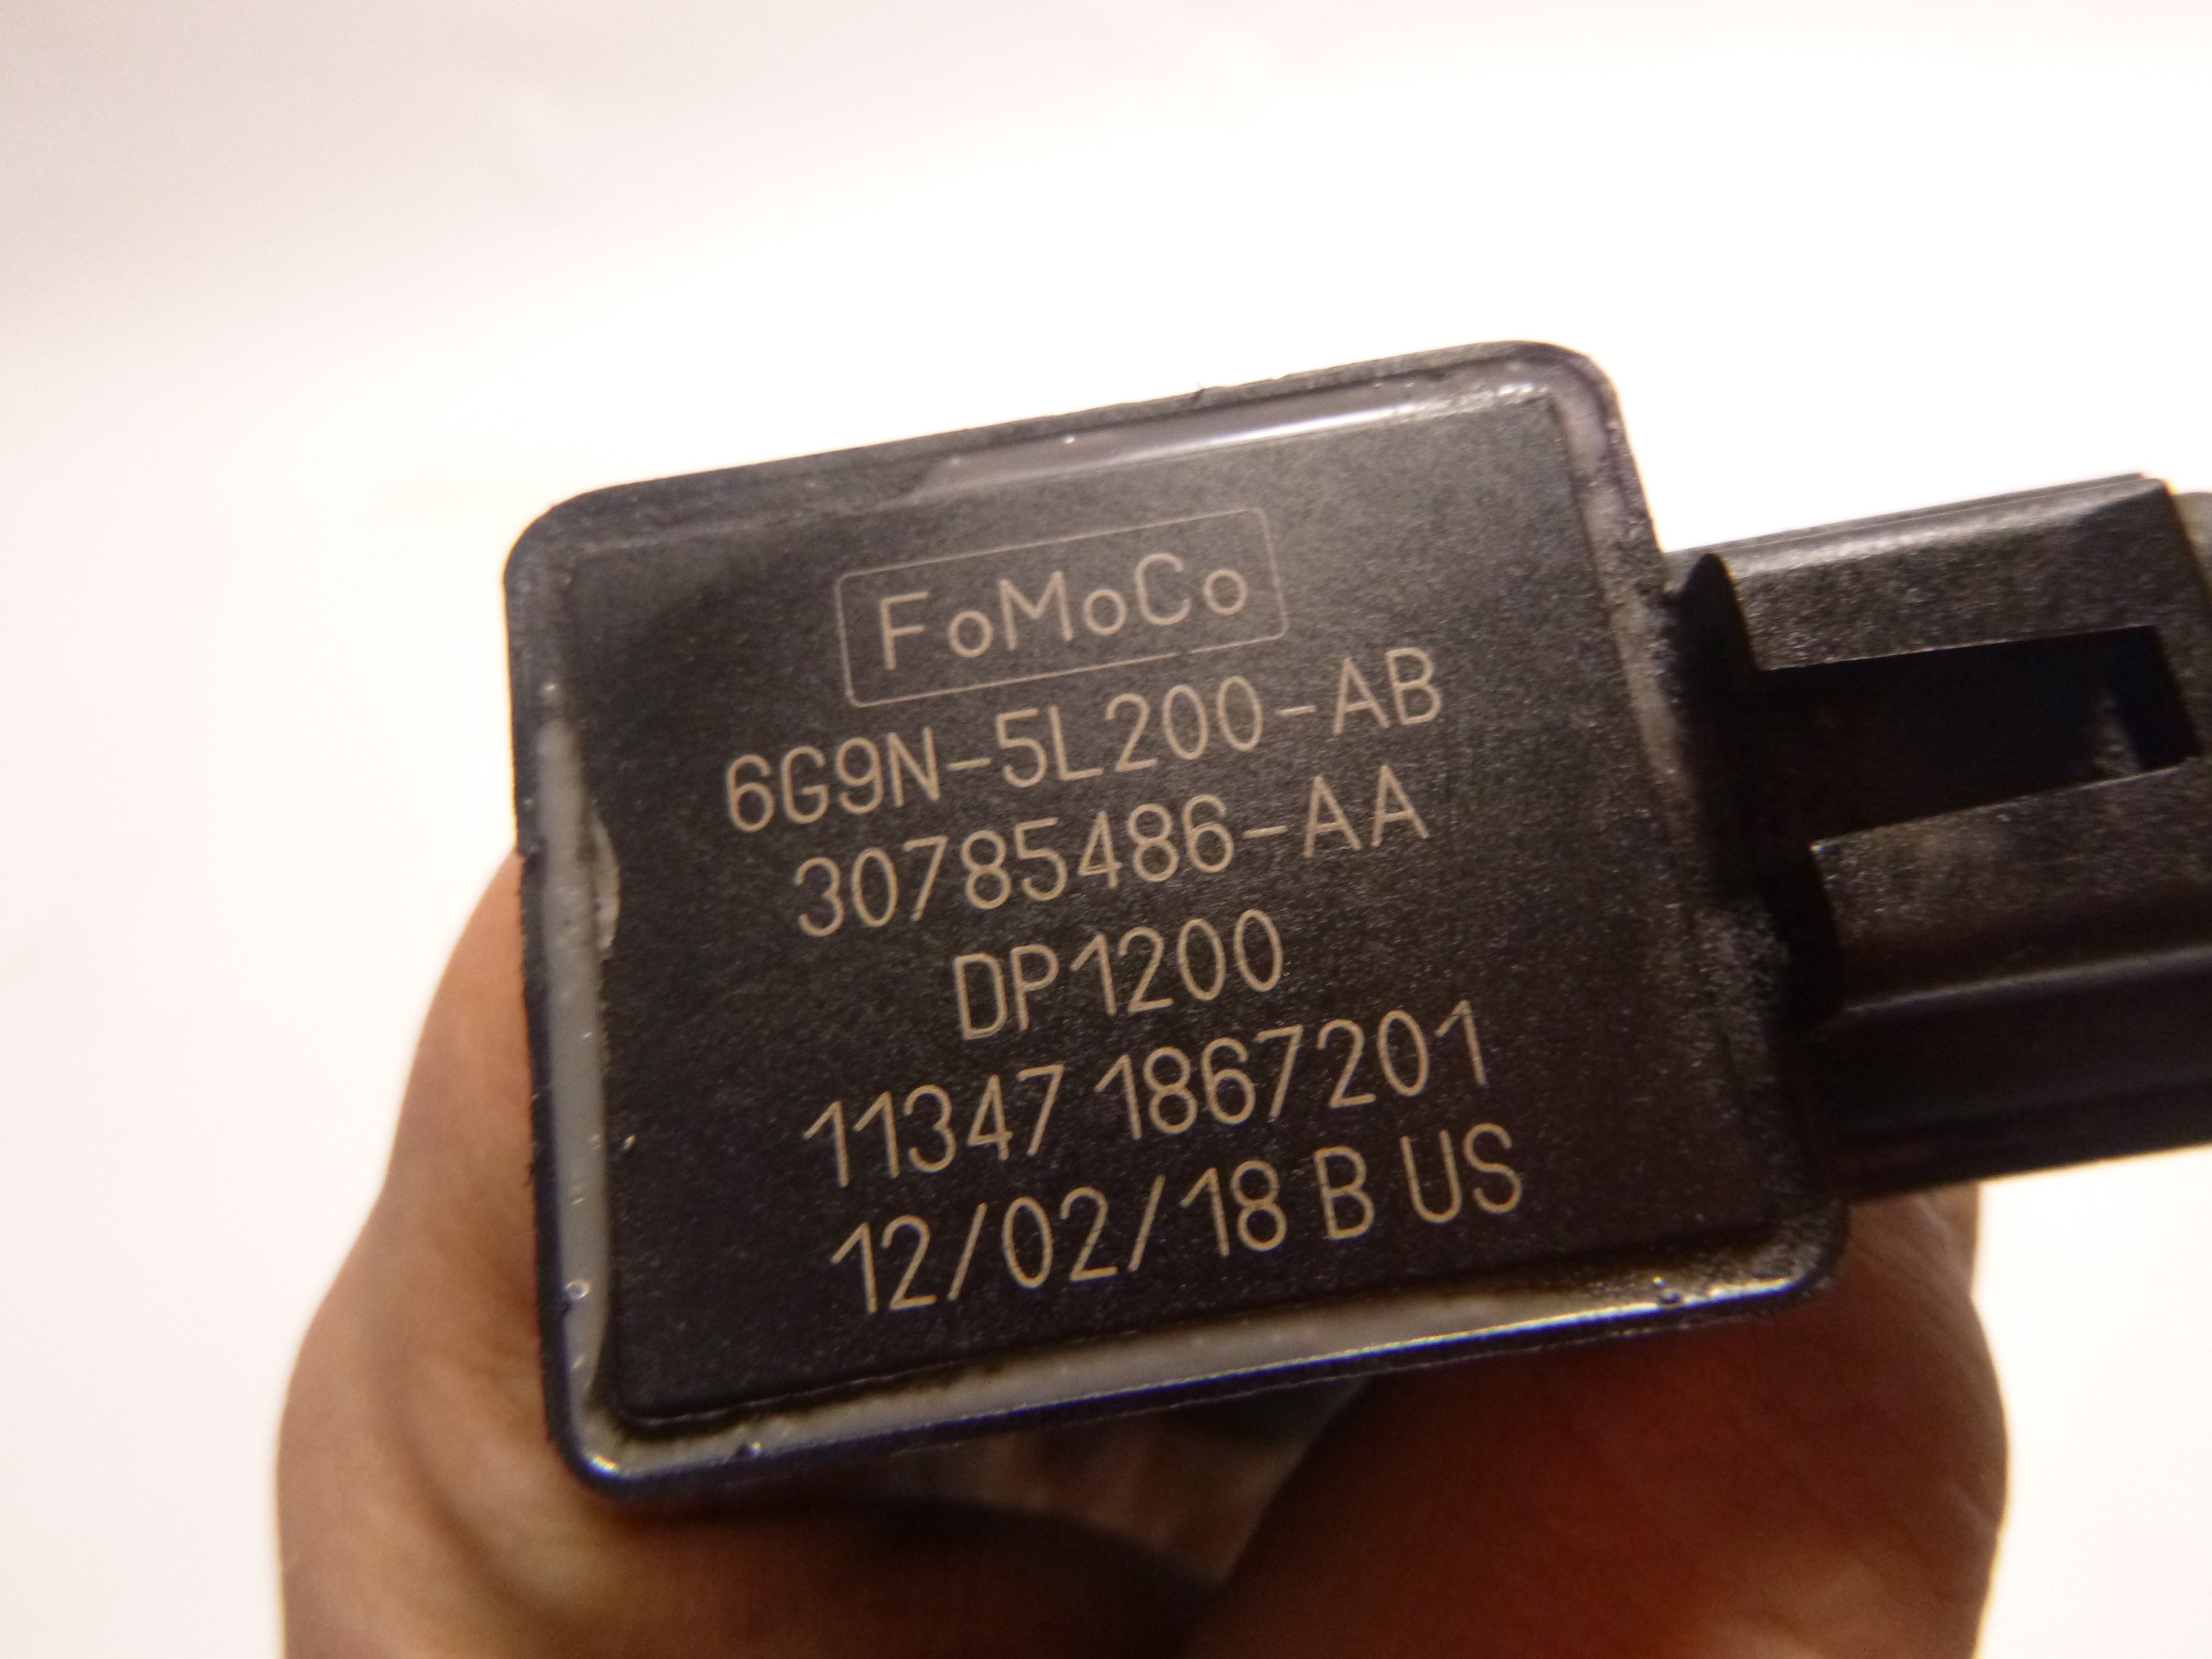 FoMoCo
6G9N-5L200-AB
30785486-AA
DP1200
11347 1867201
12/02/18 B US